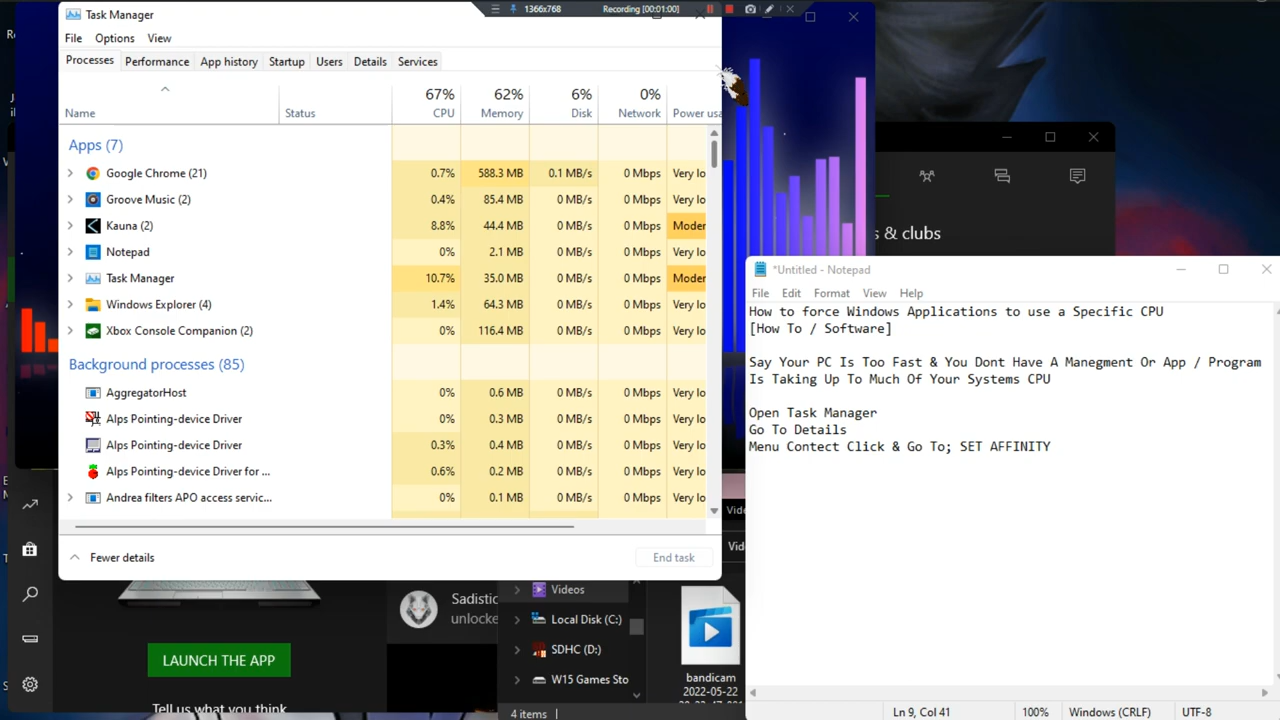 Task Manager
1366x768
Recording [00:01:00]
File Options View
Processes Performance App history Startup Users Details Services
67% 62% 6% 0%
Name Status CPU Memory Disk Network Power usa
Apps (7)
Google Chrome (21) 0.7% 588.3 MB 0.1 MB/s 0 Mbps Very lo
Groove Music (2) 0.4% 85.4 MB 0 MB/s 0 Mbps Very lo
Kauna (2) 8.8% 44.4 MB 0 MB/s 0 Mbps Moder
Notepad 0% 2.1 MB 0 MB/s 0 Mbps Very lo
Task Manager 10.7% 35.0 MB 0 MB/s 0 Mbps Moder
Windows Explorer (4) 1.4% 64.3 MB 0 MB/s 0 Mbps Very lo
Xbox Console Companion (2) 0% 116.4 MB 0 MB/s 0 Mbps Very lo
Background processes (85)
AggregatorHost 0% 0.6 MB 0 MB/s 0 Mbps Very lo
Alps Pointing-device Driver 0% 0.3 MB 0 MB/s 0 Mbps Very lo
Alps Pointing-device Driver 0.3% 0.4 MB 0 MB/s 0 Mbps Very lo
Alps Pointing-device Driver for ... 0.6% 0.2 MB 0 MB/s 0 Mbps Very lo
Andrea filters APO access servic... 0% 0.1 MB 0 MB/s 0 Mbps Very lo
Fewer details End task
s & clubs
*Untitled - Notepad
File Edit Format View Help
How to force Windows Applications to use a Specific CPU
[How To / Software]
Say Your PC Is Too Fast & You Dont Have A Manegment Or App / Program
Is Taking Up To Much Of Your Systems CPU
Open Task Manager
Go To Details
Menu Contect Click & Go To; SET AFFINITY
Ln 9, Col 41 100% Windows (CRLF) UTF-8
LAUNCH THE APP
Tell us what you think
Sadistic
unlocke
Videos
Local Disk (C:)
SDHC (D:)
W15 Games Sto
4 items
bandicam
2022-05-22
Vide
Vid